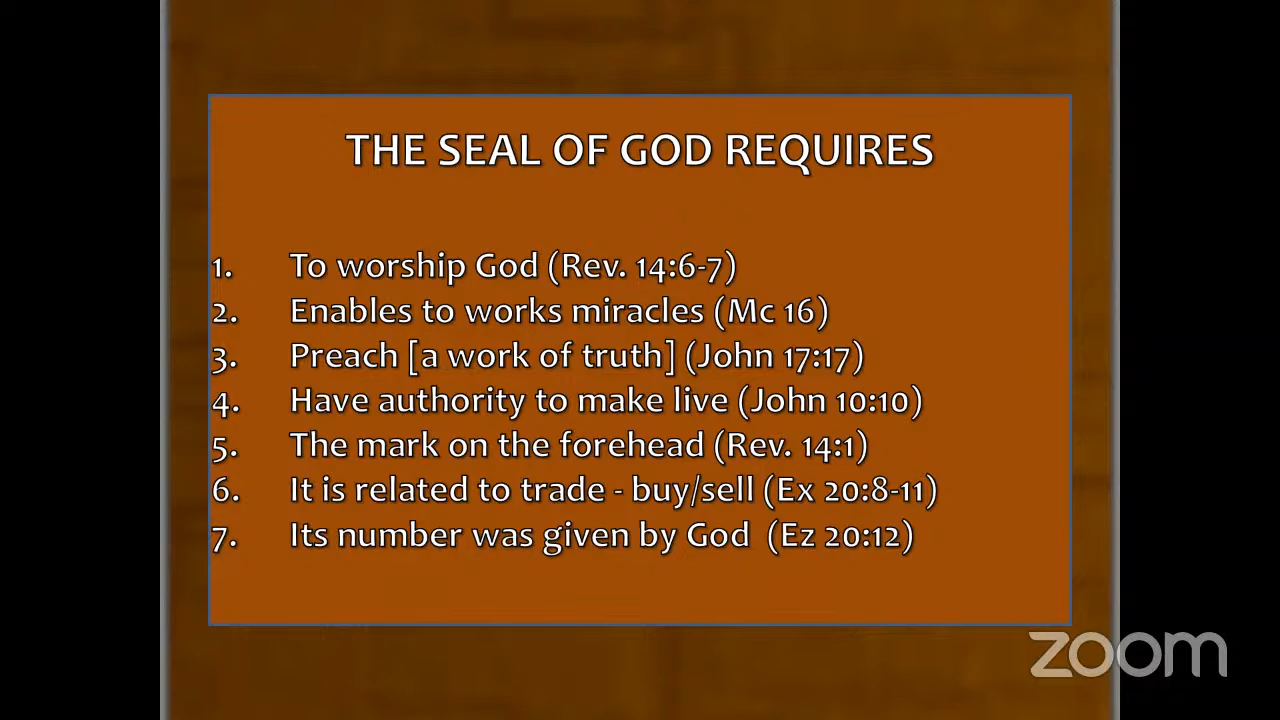 THE SEAL OF GOD REQUIRES
1. To worship God (Rev. 14:6-7)
2. Enables to works miracles (Mc 16)
3. Preach [a work of truth] (John 17:17)
4. Have authority to make live (John 10:10)
5. The mark on the forehead (Rev. 14:1)
6. It is related to trade - buy/sell (Ex 20:8-11)
7. Its number was given by God (Ez 20:12)
zoom